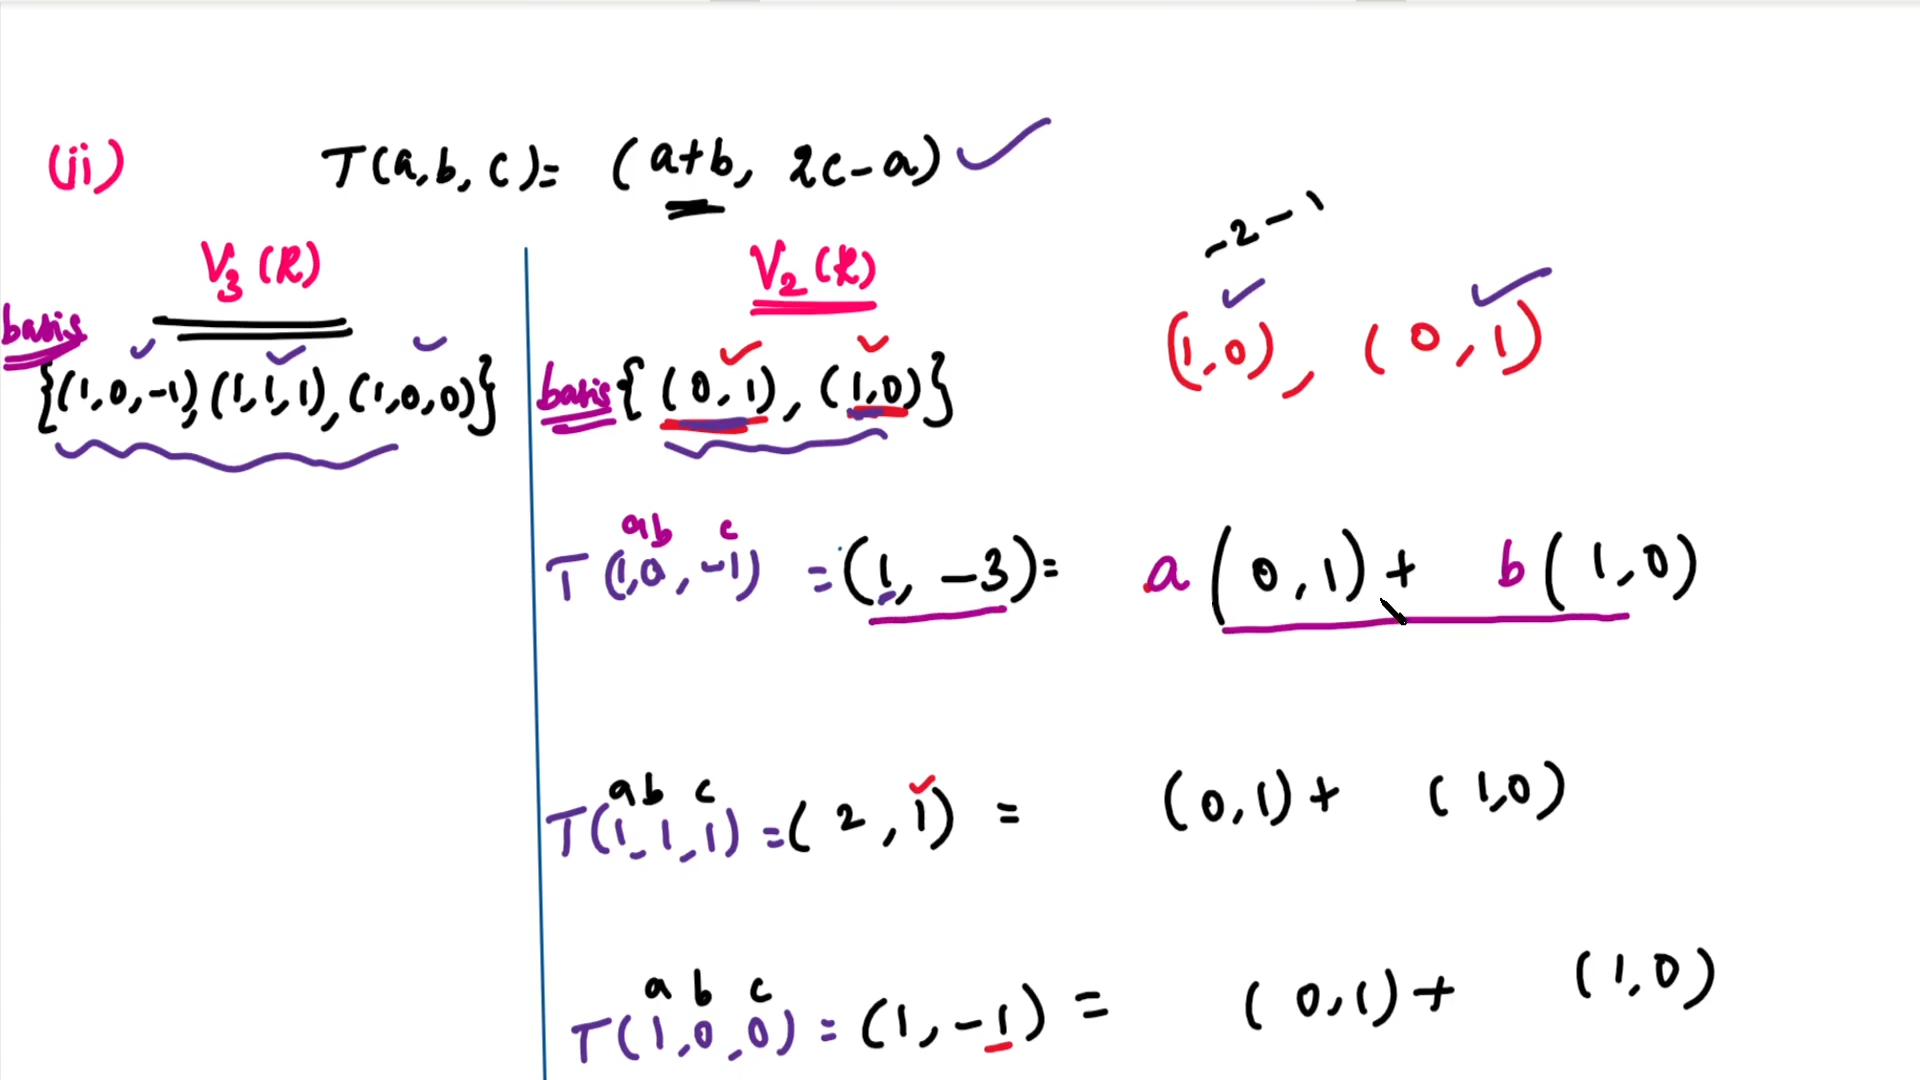 (ii) T(a,b,c)= (a+b, 2c-a)
-2-1
V₃(R) V₂(R)
basis
(1,0), (0,1)
{(1,0,-1),(1,1,1),(1,0,0)} basis{(0,1),(1,0)}
a b c
T(1,0,-1) =(1,-3)= a(0,1)+ b(1,0)
a b c
T(1,1,1)=(2,1) = (0,1)+ (1,0)
a b c
T(1,0,0)=(1,-1) = (0,1)+ (1,0)